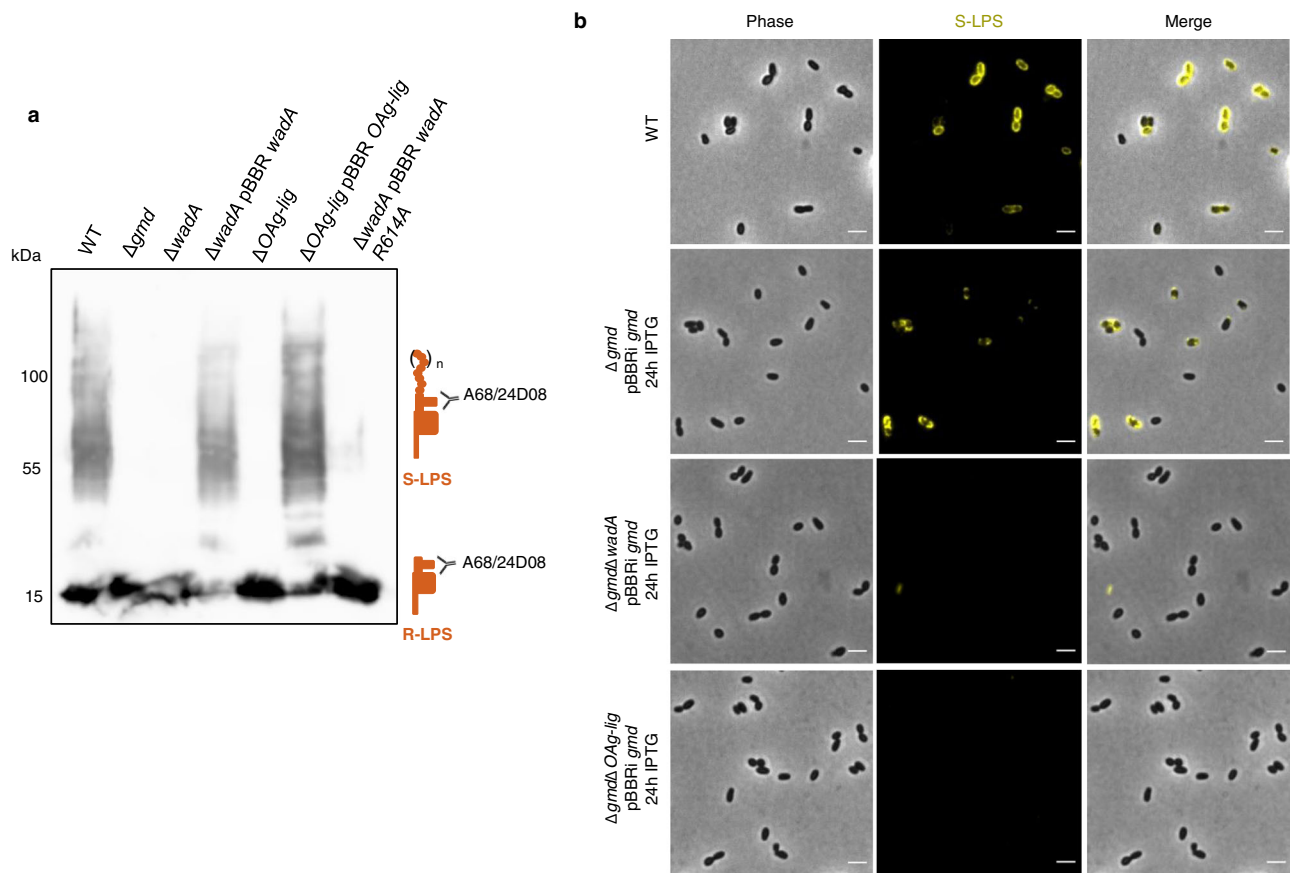 a
kDa
WT
Δgmd
ΔwadA
ΔwadA pBBR wadA
ΔOAg-lig
ΔOAg-lig pBBR OAg-lig
ΔwadA pBBR wadA
R614A
100
55
15
n
A68/24D08
S-LPS
A68/24D08
R-LPS
b
Phase
S-LPS
Merge
WT
Δgmd
pBBRi gmd
24h IPTG
ΔgmdΔwadA
pBBRi gmd
24h IPTG
ΔgmdΔOAg-lig
pBBRi gmd
24h IPTG